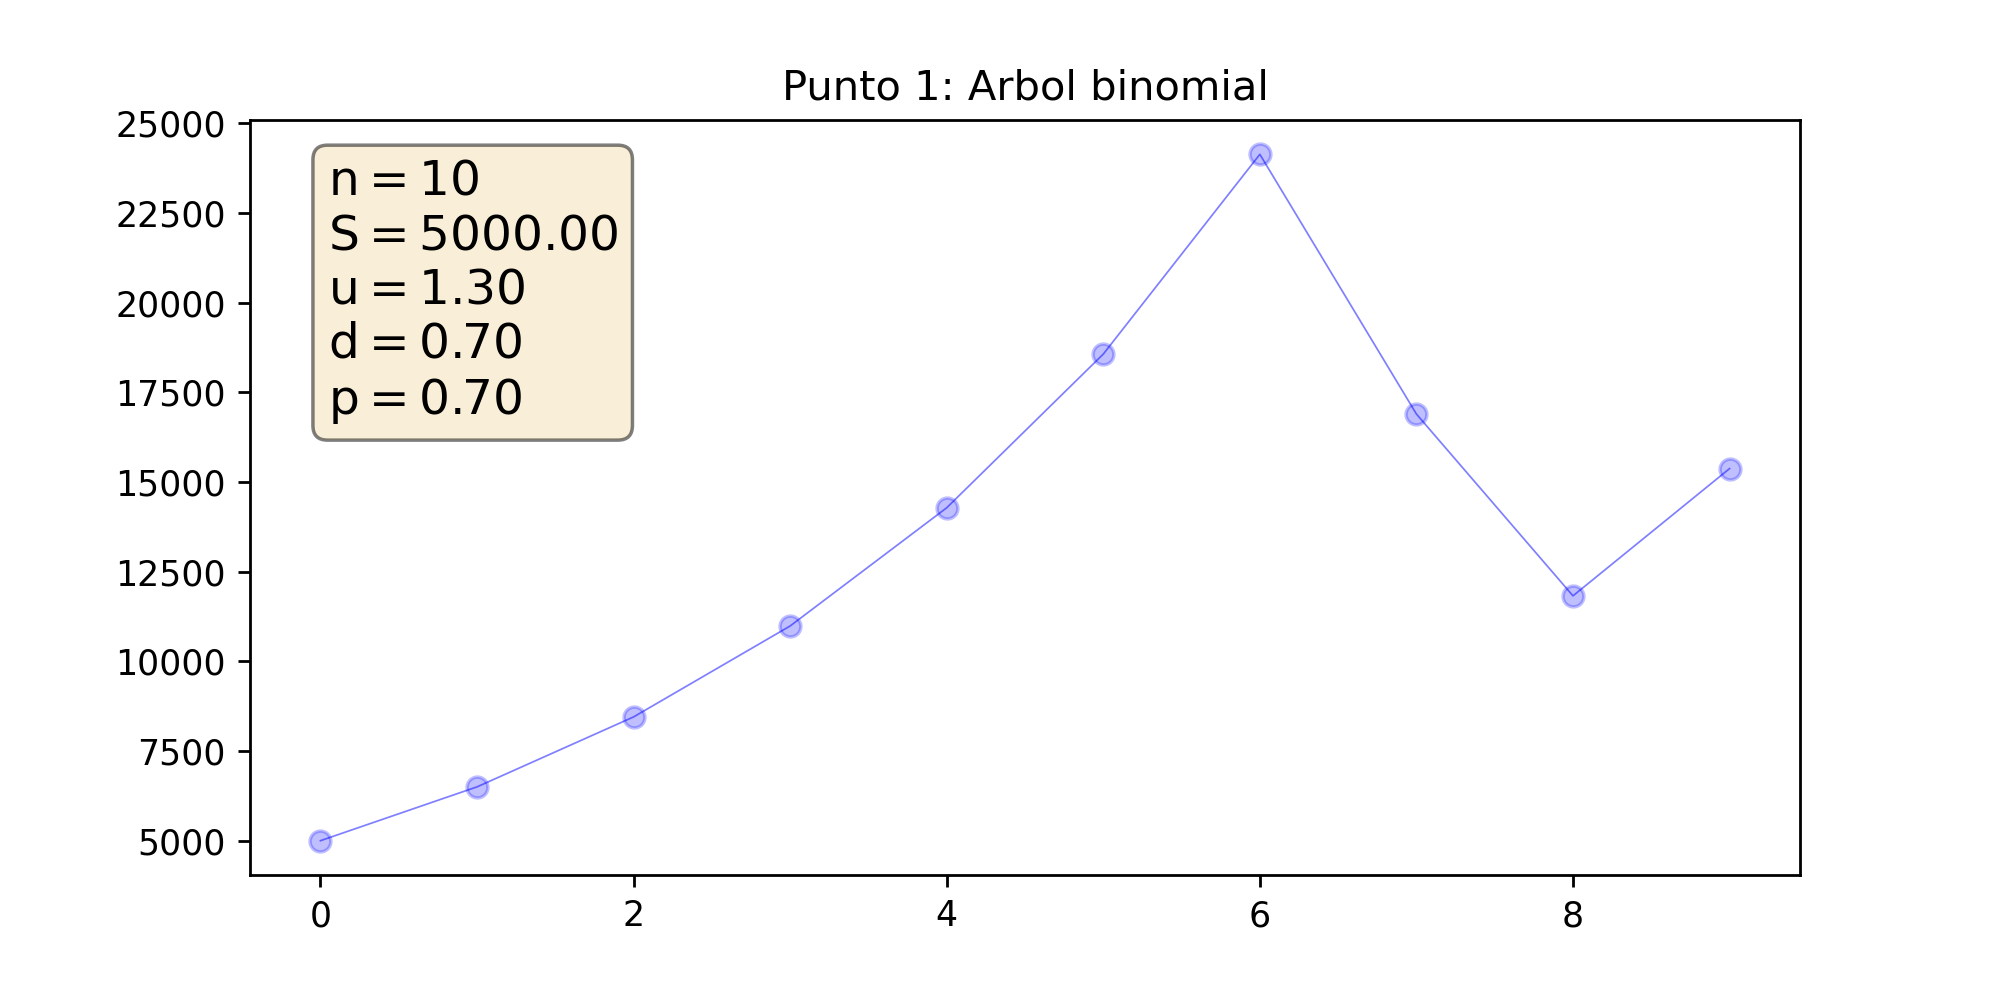 Punto 1: Arbol binomial
25000
22500
20000
17500
15000
12500
10000
7500
5000
n = 10
S = 5000.00
u = 1.30
d = 0.70
p = 0.70
0 2 4 6 8